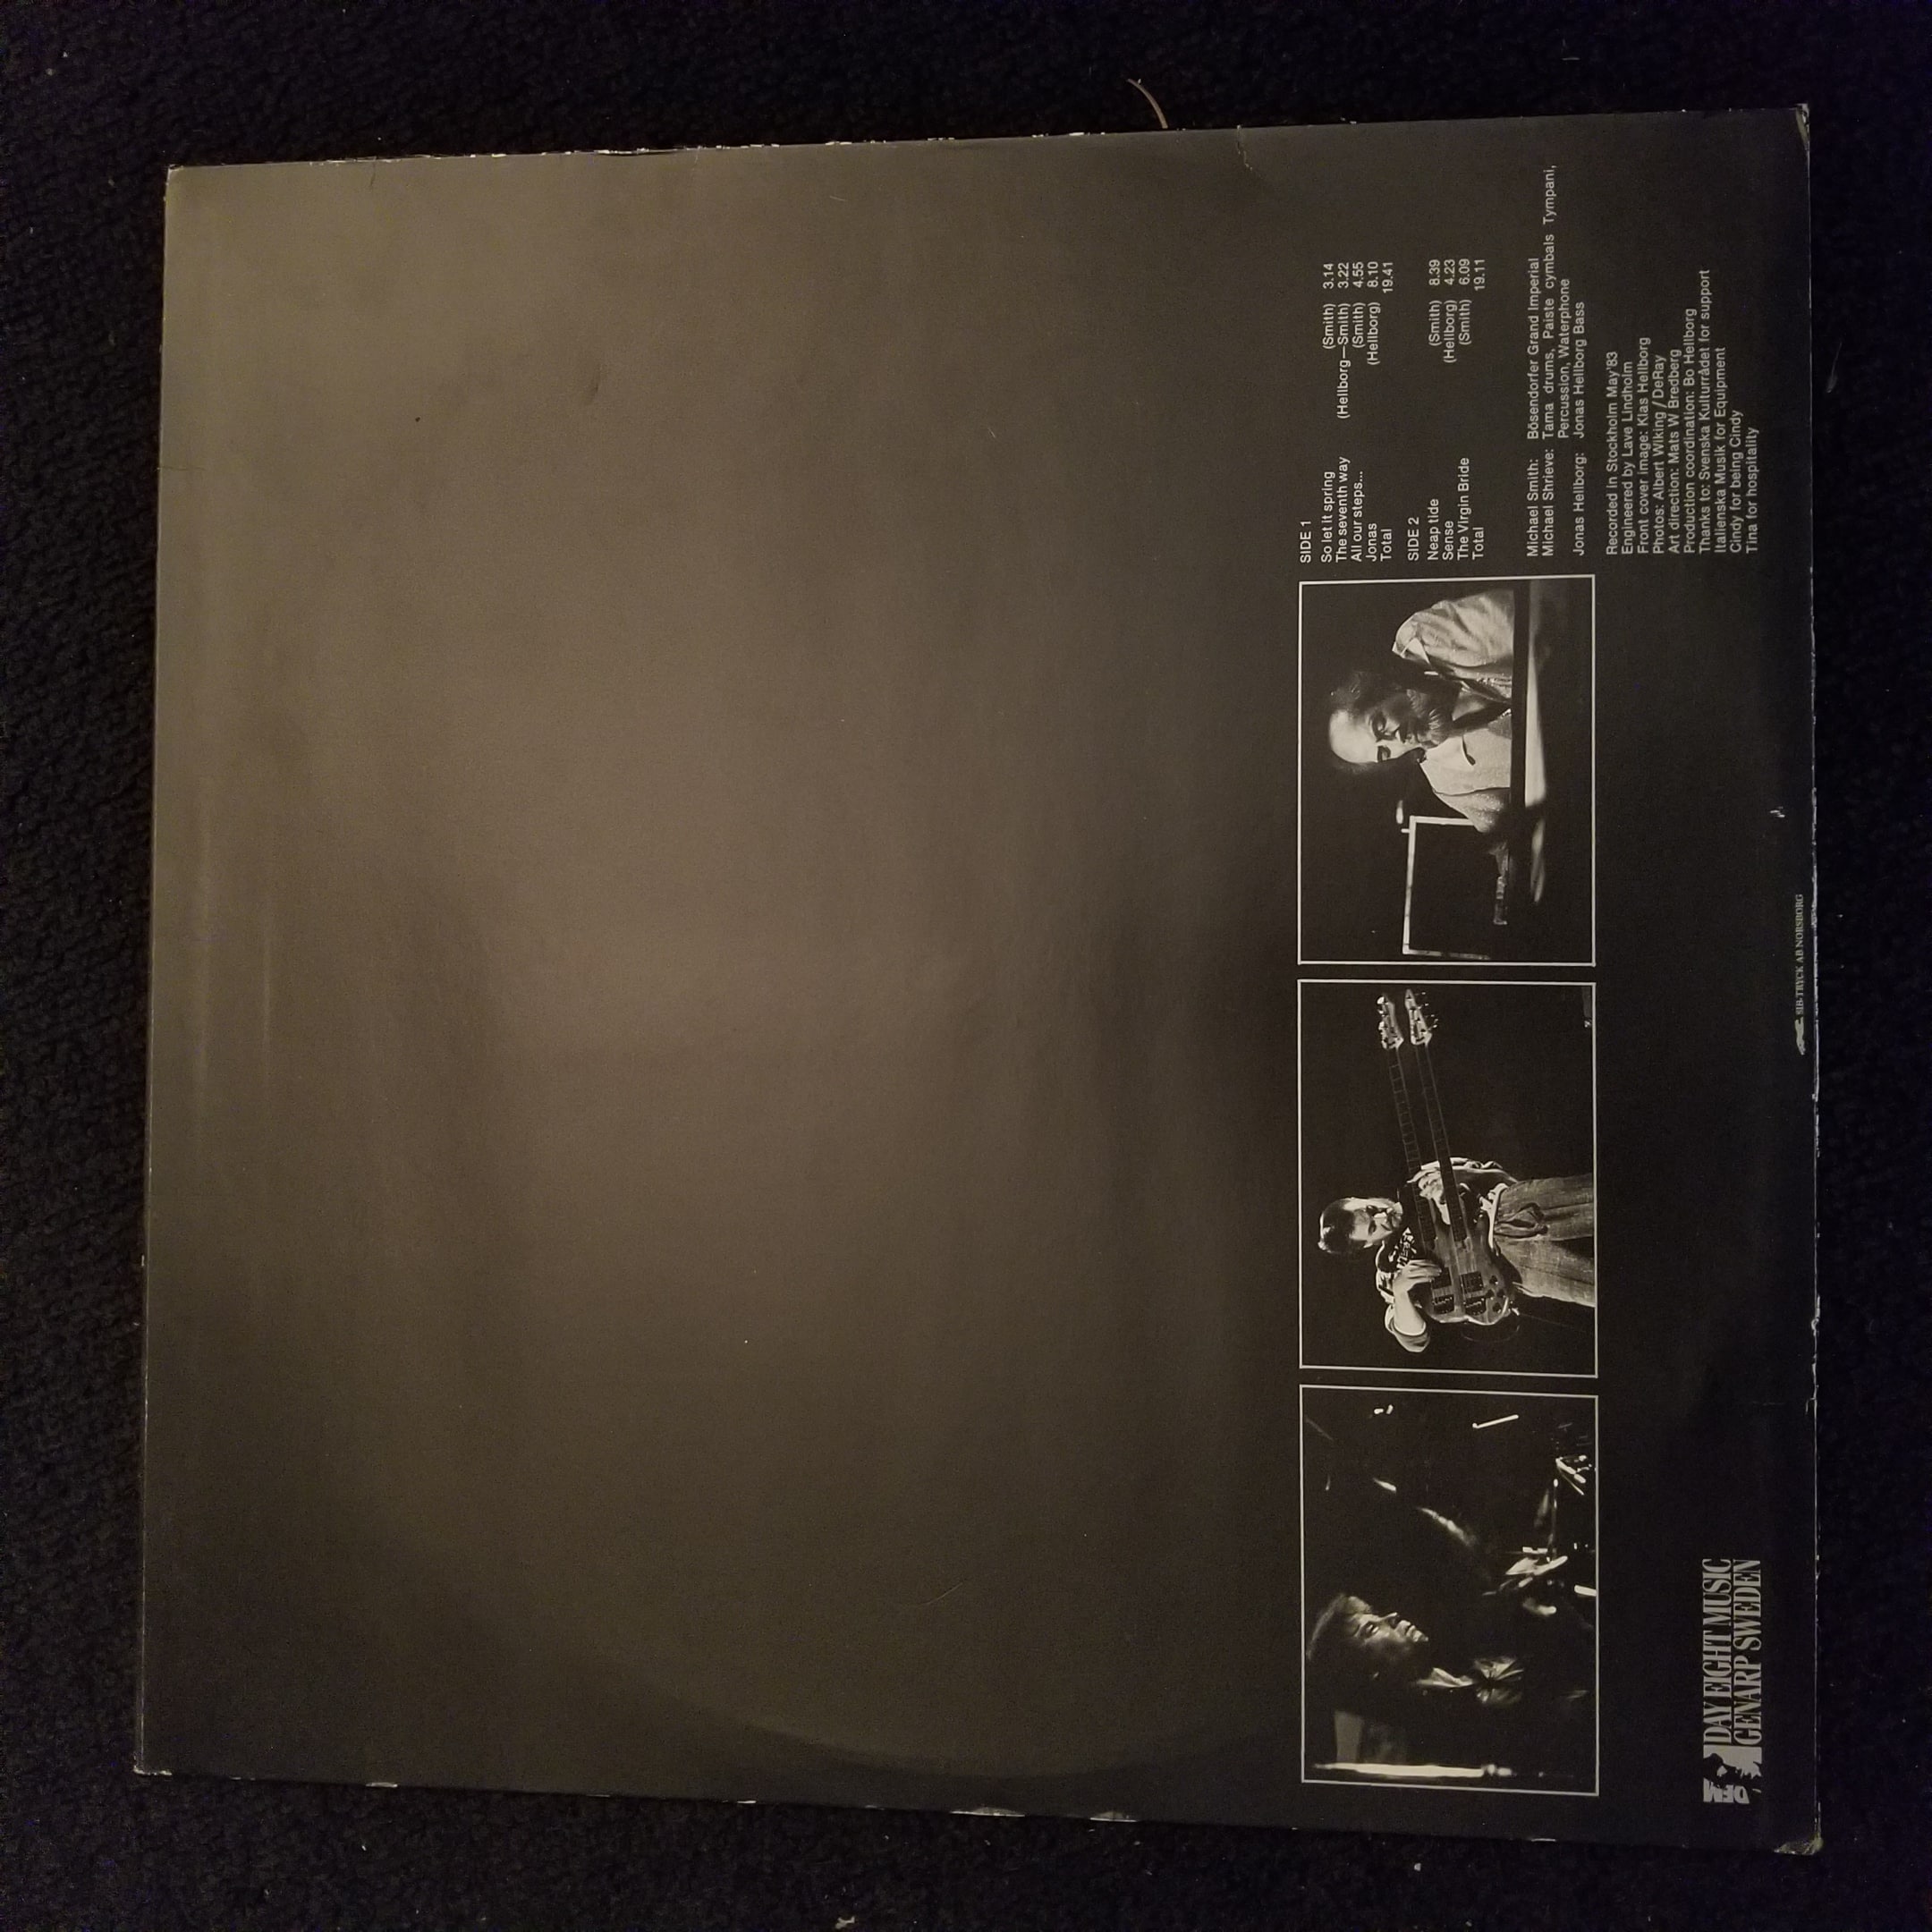 SIDE 1
So let it spring (Smith) 3.14
The seventh way (Hellborg—Smith) 3.22
All our steps... (Smith) 4.55
Jonas (Hellborg) 8.10
Total 19.41
SIDE 2
Neap tide (Smith) 8.39
Sense (Hellborg) 4.23
The Virgin Bride (Smith) 6.09
Total 19.11
Michael Smith: Bösendorfer Grand Imperial
Michael Shrieve: Tama drums, Paiste cymbals Tympani,
Percussion, Waterphone
Jonas Hellborg: Jonas Hellborg Bass
Recorded in Stockholm May'83
Engineered by Lave Lindholm
Front cover image: Klas Hellborg
Photos: Albert Wiking / DeRay
Art direction: Mats W Bredberg
Production coordination: Bo Hellborg
Thanks to: Svenska Kulturrådet for support
Italienska Musik for Equipment
Cindy for being Cindy
Tina for hospitality
DEM
DAY EIGHT MUSIC
GENARP SWEDEN
SIB-TRYCK AB NORSBORG